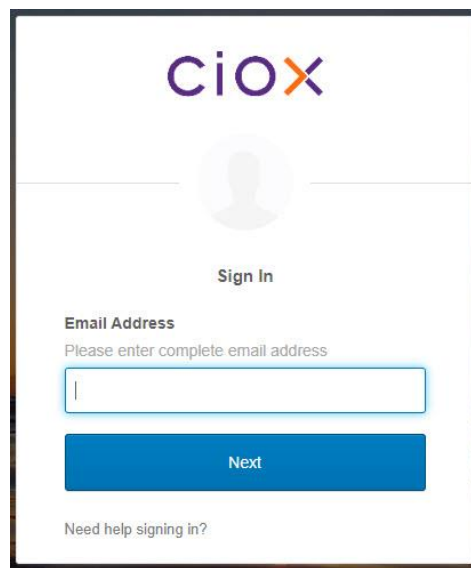 ciox
Sign In
Email Address
Please enter complete email address
Next
Need help signing in?